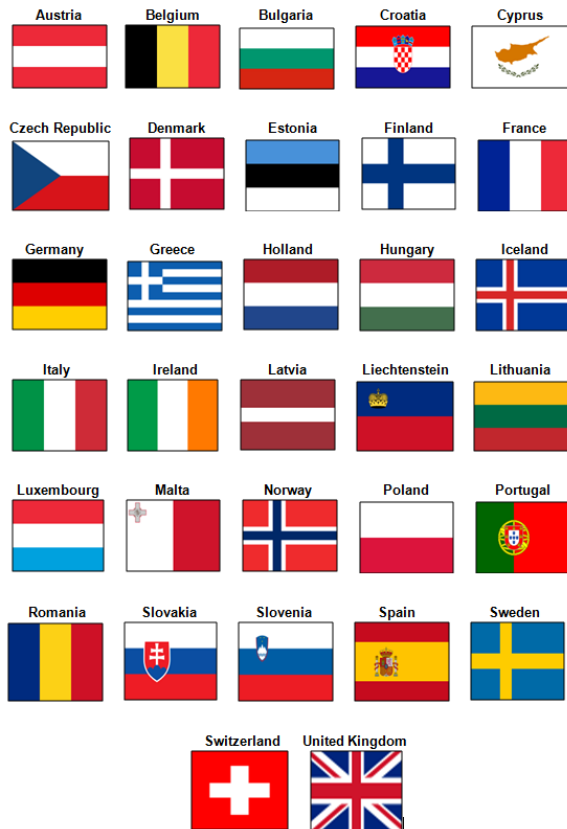 Austria Belgium Bulgaria Croatia Cyprus
Czech Republic Denmark Estonia Finland France
Germany Greece Holland Hungary Iceland
Italy Ireland Latvia Liechtenstein Lithuania
Luxembourg Malta Norway Poland Portugal
Romania Slovakia Slovenia Spain Sweden
Switzerland United Kingdom